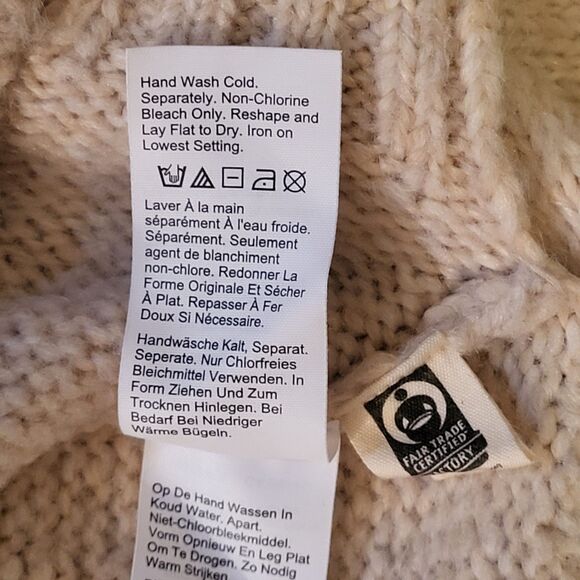 Hand Wash Cold.
Separately. Non-Chlorine
Bleach Only. Reshape and
Lay Flat to Dry. Iron on
Lowest Setting.
Laver À la main
séparément À l'eau froide.
Séparément. Seulement
agent de blanchiment
non-chlore. Redonner La
Forme Originale Et Sécher
À Plat. Repasser À Fer
Doux Si Nécessaire.
Handwäsche Kalt, Separat.
Seperate. Nur Chlorfreies
Bleichmittel Verwenden. In
Form Ziehen Und Zum
Trocknen Hinlegen. Bei
Bedarf Bei Niedriger
Wärme Bügeln.
Op De Hand Wassen In
Koud Water. Apart.
Niet-Chloorbleekmiddel.
Vorm Opnieuw En Leg Plat
Om Te Drogen. Zo Nodig
Warm Strijken
FAIR TRADE
CERTIFIED